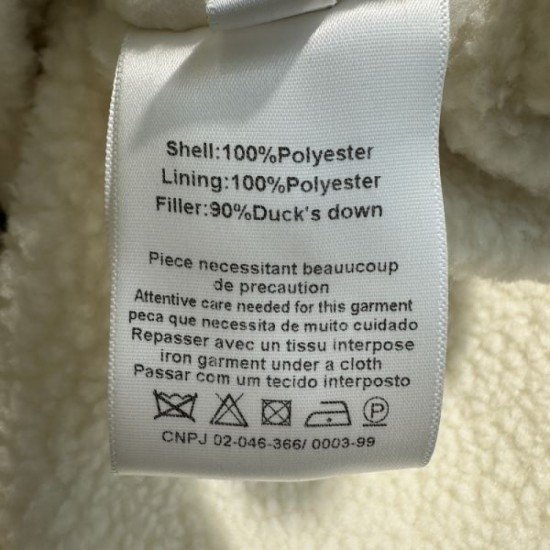 Shell:100%Polyester
Lining:100%Polyester
Filler:90%Duck's down
Piece necessitant beauucoup
de precaution
Attentive care needed for this garment
peca que necessita de muito cuidado
Repasser avec un tissu interpose
iron garment under a cloth
Passar com um tecido interposto
P
CNPJ 02-046-366/ 0003-99